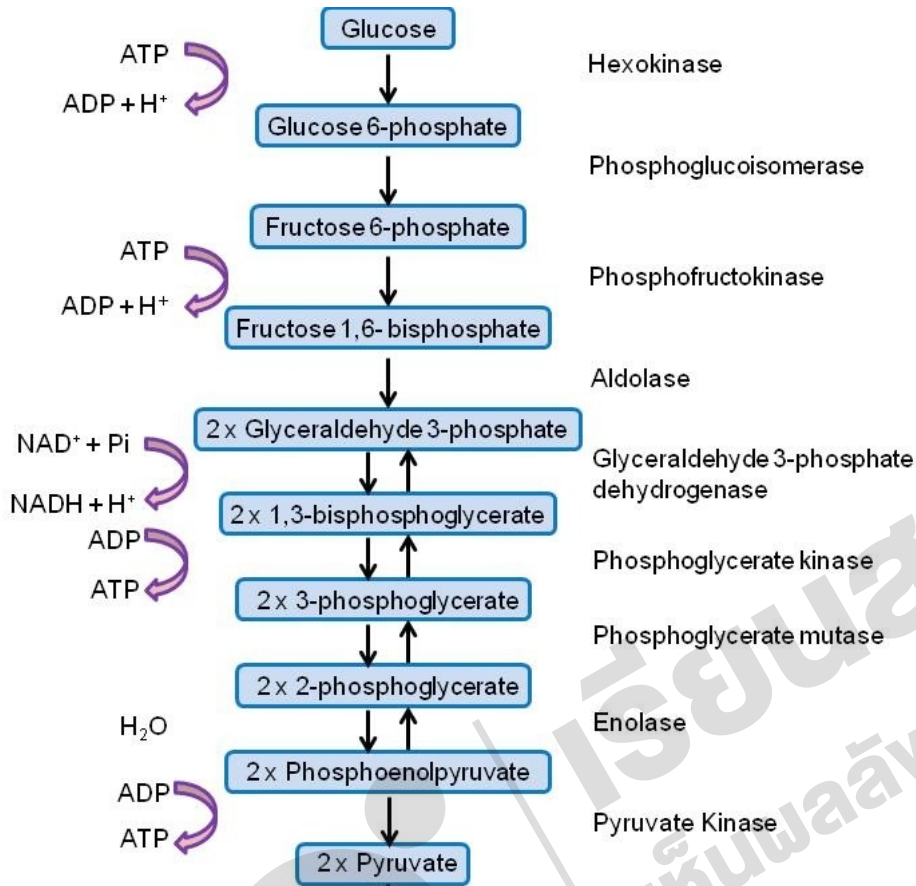 Glucose
ATP
Hexokinase
ADP + H⁺
Glucose 6-phosphate
Phosphoglucoisomerase
Fructose 6-phosphate
ATP
Phosphofructokinase
ADP + H⁺
Fructose 1,6- bisphosphate
Aldolase
2 x Glyceraldehyde 3-phosphate
NAD⁺ + Pi
Glyceraldehyde 3-phosphate
dehydrogenase
NADH + H⁺
2 x 1,3-bisphosphoglycerate
ADP
Phosphoglycerate kinase
ATP
2 x 3-phosphoglycerate
Phosphoglycerate mutase
2 x 2-phosphoglycerate
H₂O
Enolase
2 x Phosphoenolpyruvate
ADP
Pyruvate Kinase
ATP
2 x Pyruvate